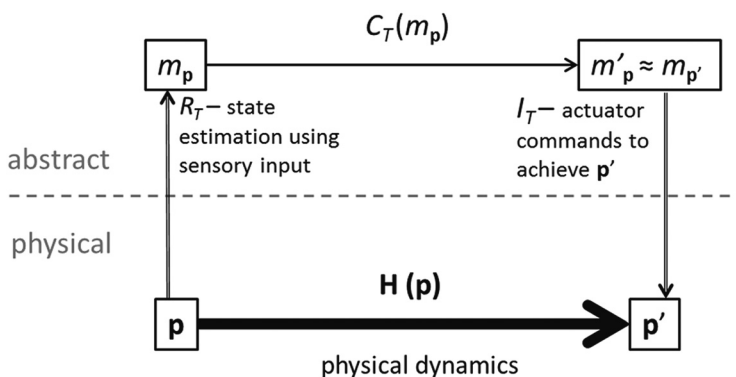 C_T(m_p)
m_p
m'_p ≈ m_p'
R_T – state
estimation using
sensory input
I_T – actuator
commands to
achieve p'
abstract
physical
H (p)
p
p'
physical dynamics